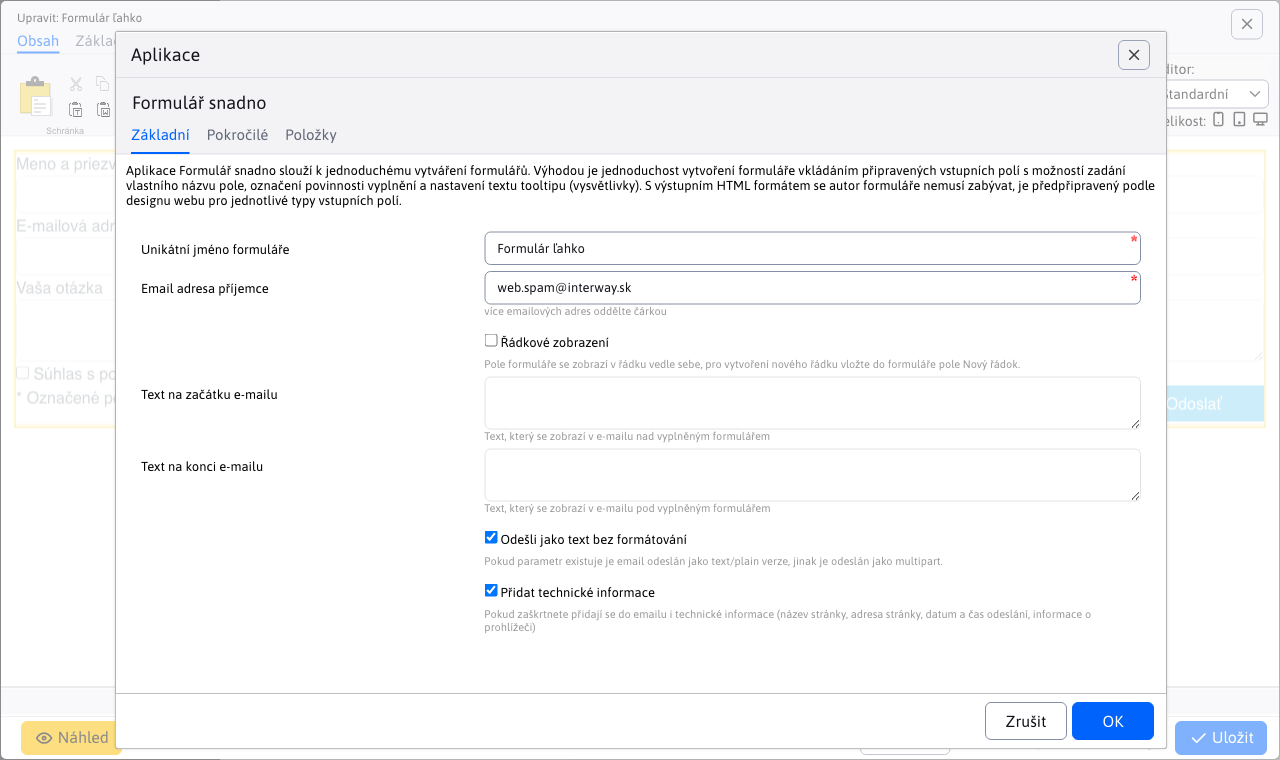 Upravit: Formulář ľahko
Obsah
Aplikace
Formulář snadno
Základní Pokročilé Položky
Standardní
Schránka
Aplikace Formulář snadno slouží k jednoduchému vytváření formulářů. Výhodou je jednoduchost vytvoření formuláře vkládáním připravených vstupních polí s možností zadání
vlastního názvu pole, označení povinnosti vyplnění a nastavení textu tooltipu (vysvětlivky). S výstupním HTML formátem se autor formuláře nemusí zabývat, je předpřipravený podle
designu webu pro jednotlivé typy vstupních polí.
Meno a
Vaša otázka
Súhlas s
* Označené
Unikátní jméno formuláře
Formulár ľahko
*
Email adresa příjemce
web.spam@interway.sk
*
více emailových adres oddělte čárkou
Řádkové zobrazení
Pole formuláře se zobrazí v řádku vedle sebe, pro vytvoření nového řádku vložte do formuláře pole Nový řádok.
Text na začátku e-mailu
Text, který se zobrazí v e-mailu nad vyplněným formulářem
Text na konci e-mailu
Text, který se zobrazí v e-mailu pod vyplněným formulářem
Odešli jako text bez formátování
Pokud parametr existuje je email odeslán jako text/plain verze, jinak je odeslán jako multipart.
Přidat technické informace
Pokud zaškrtnete přidají se do emailu i technické informace (název stránky, adresa stránky, datum a čas odeslání, informace o
prohlížeči)
Odoslať
Zrušit OK
Náhled
Uložit